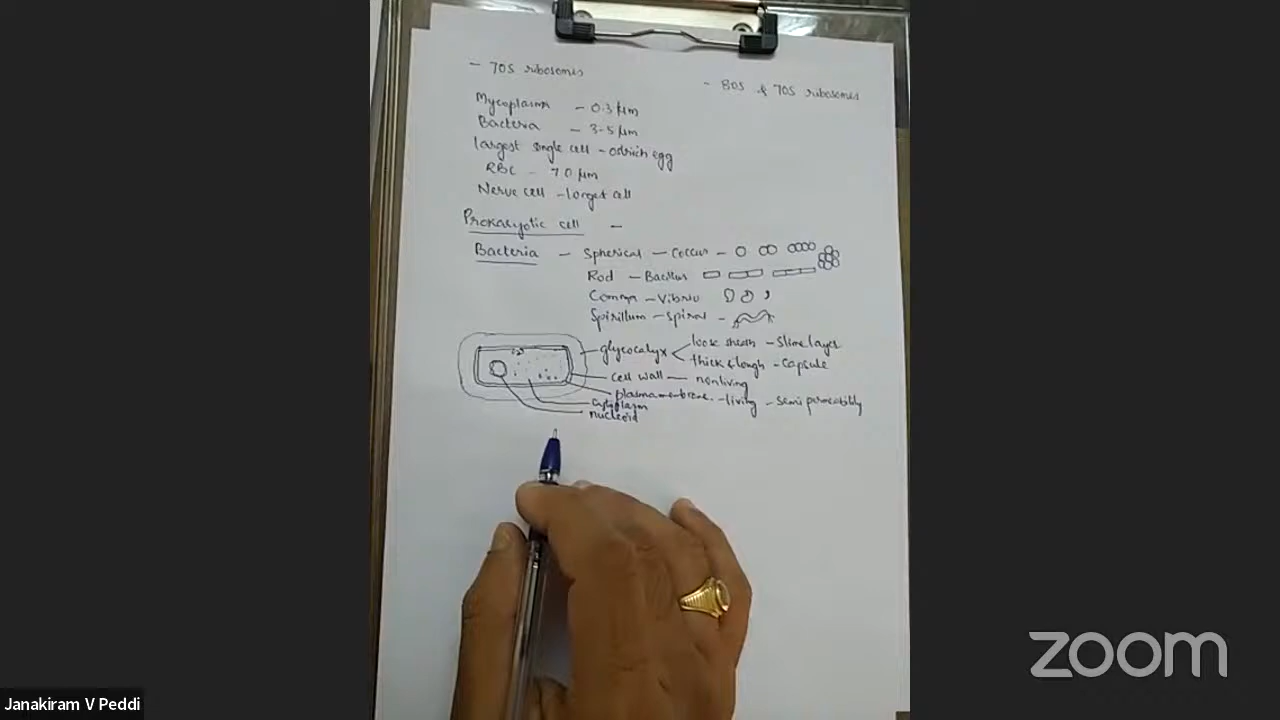 - 70S ribosomes
- 80S & 70S ribosomes
Mycoplasma - 0.3 μm
Bacteria - 3-5 μm
largest single cell - ostrich egg
RBC - 7.0 μm
Nerve cell - longest cell
Prokaryotic cell -
Bacteria - Spherical - Coccus -
Rod - Bacillus
Comma - Vibrio
Spirillum - Spiral -
glycocalyx
loose sheath - Slime layer
thick & tough - capsule
cell wall - nonliving
plasma membrane - living - semi permeability
cytoplasm
nucleoid
zoom
Janakiram V Peddi